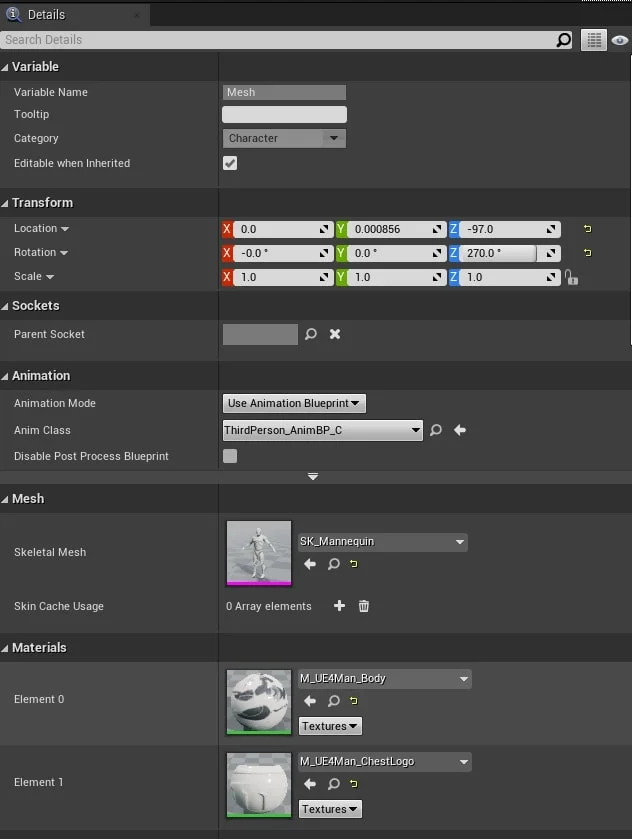 Details
Search Details
Variable
Variable Name Mesh
Tooltip
Category Character
Editable when Inherited
Transform
Location X 0.0 Y 0.000856 Z -97.0
Rotation X -0.0 ° Y 0.0 ° Z 270.0 °
Scale X 1.0 Y 1.0 Z 1.0
Sockets
Parent Socket
Animation
Animation Mode Use Animation Blueprint
Anim Class ThirdPerson_AnimBP_C
Disable Post Process Blueprint
Mesh
Skeletal Mesh SK_Mannequin
Skin Cache Usage 0 Array elements
Materials
Element 0 M_UE4Man_Body
Textures
Element 1 M_UE4Man_ChestLogo
Textures